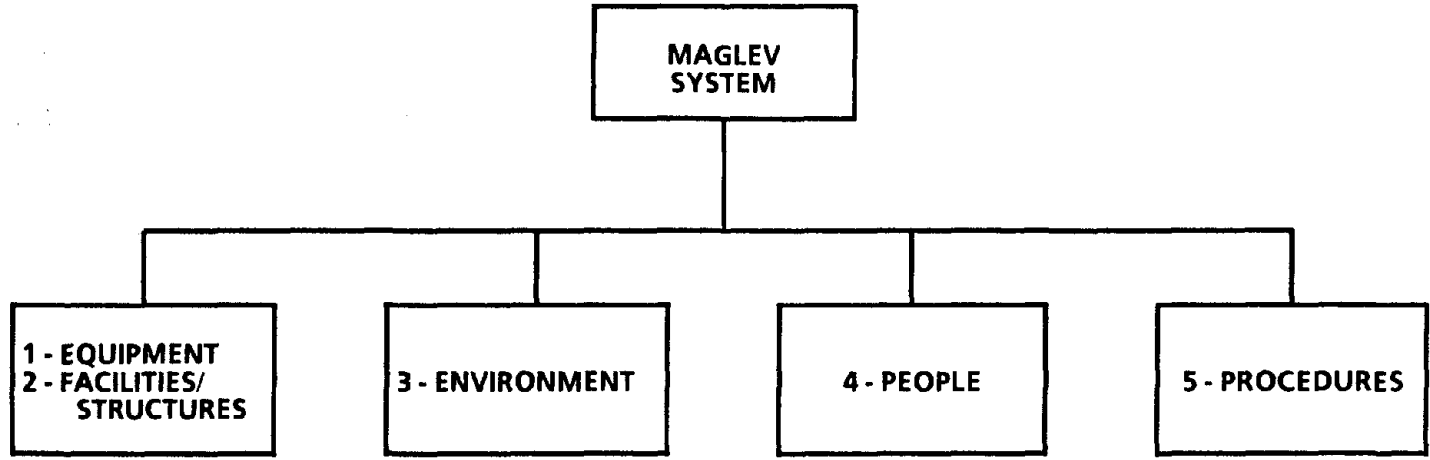 MAGLEV
SYSTEM
1 - EQUIPMENT
2 - FACILITIES/
STRUCTURES
3 - ENVIRONMENT
4 - PEOPLE
5 - PROCEDURES